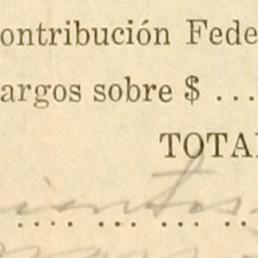 ontribución Fede
argos sobre $ ...
TOTA